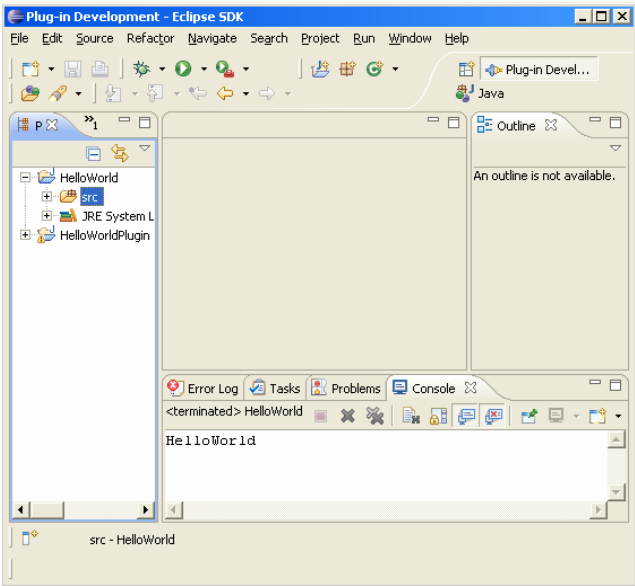 Plug-in Development - Eclipse SDK
File Edit Source Refactor Navigate Search Project Run Window Help
Plug-in Devel...
Java
P
»1
Outline
HelloWorld
src
JRE System L
HelloWorldPlugin
An outline is not available.
Error Log Tasks Problems Console
<terminated> HelloWorld
HelloWorld
src - HelloWorld